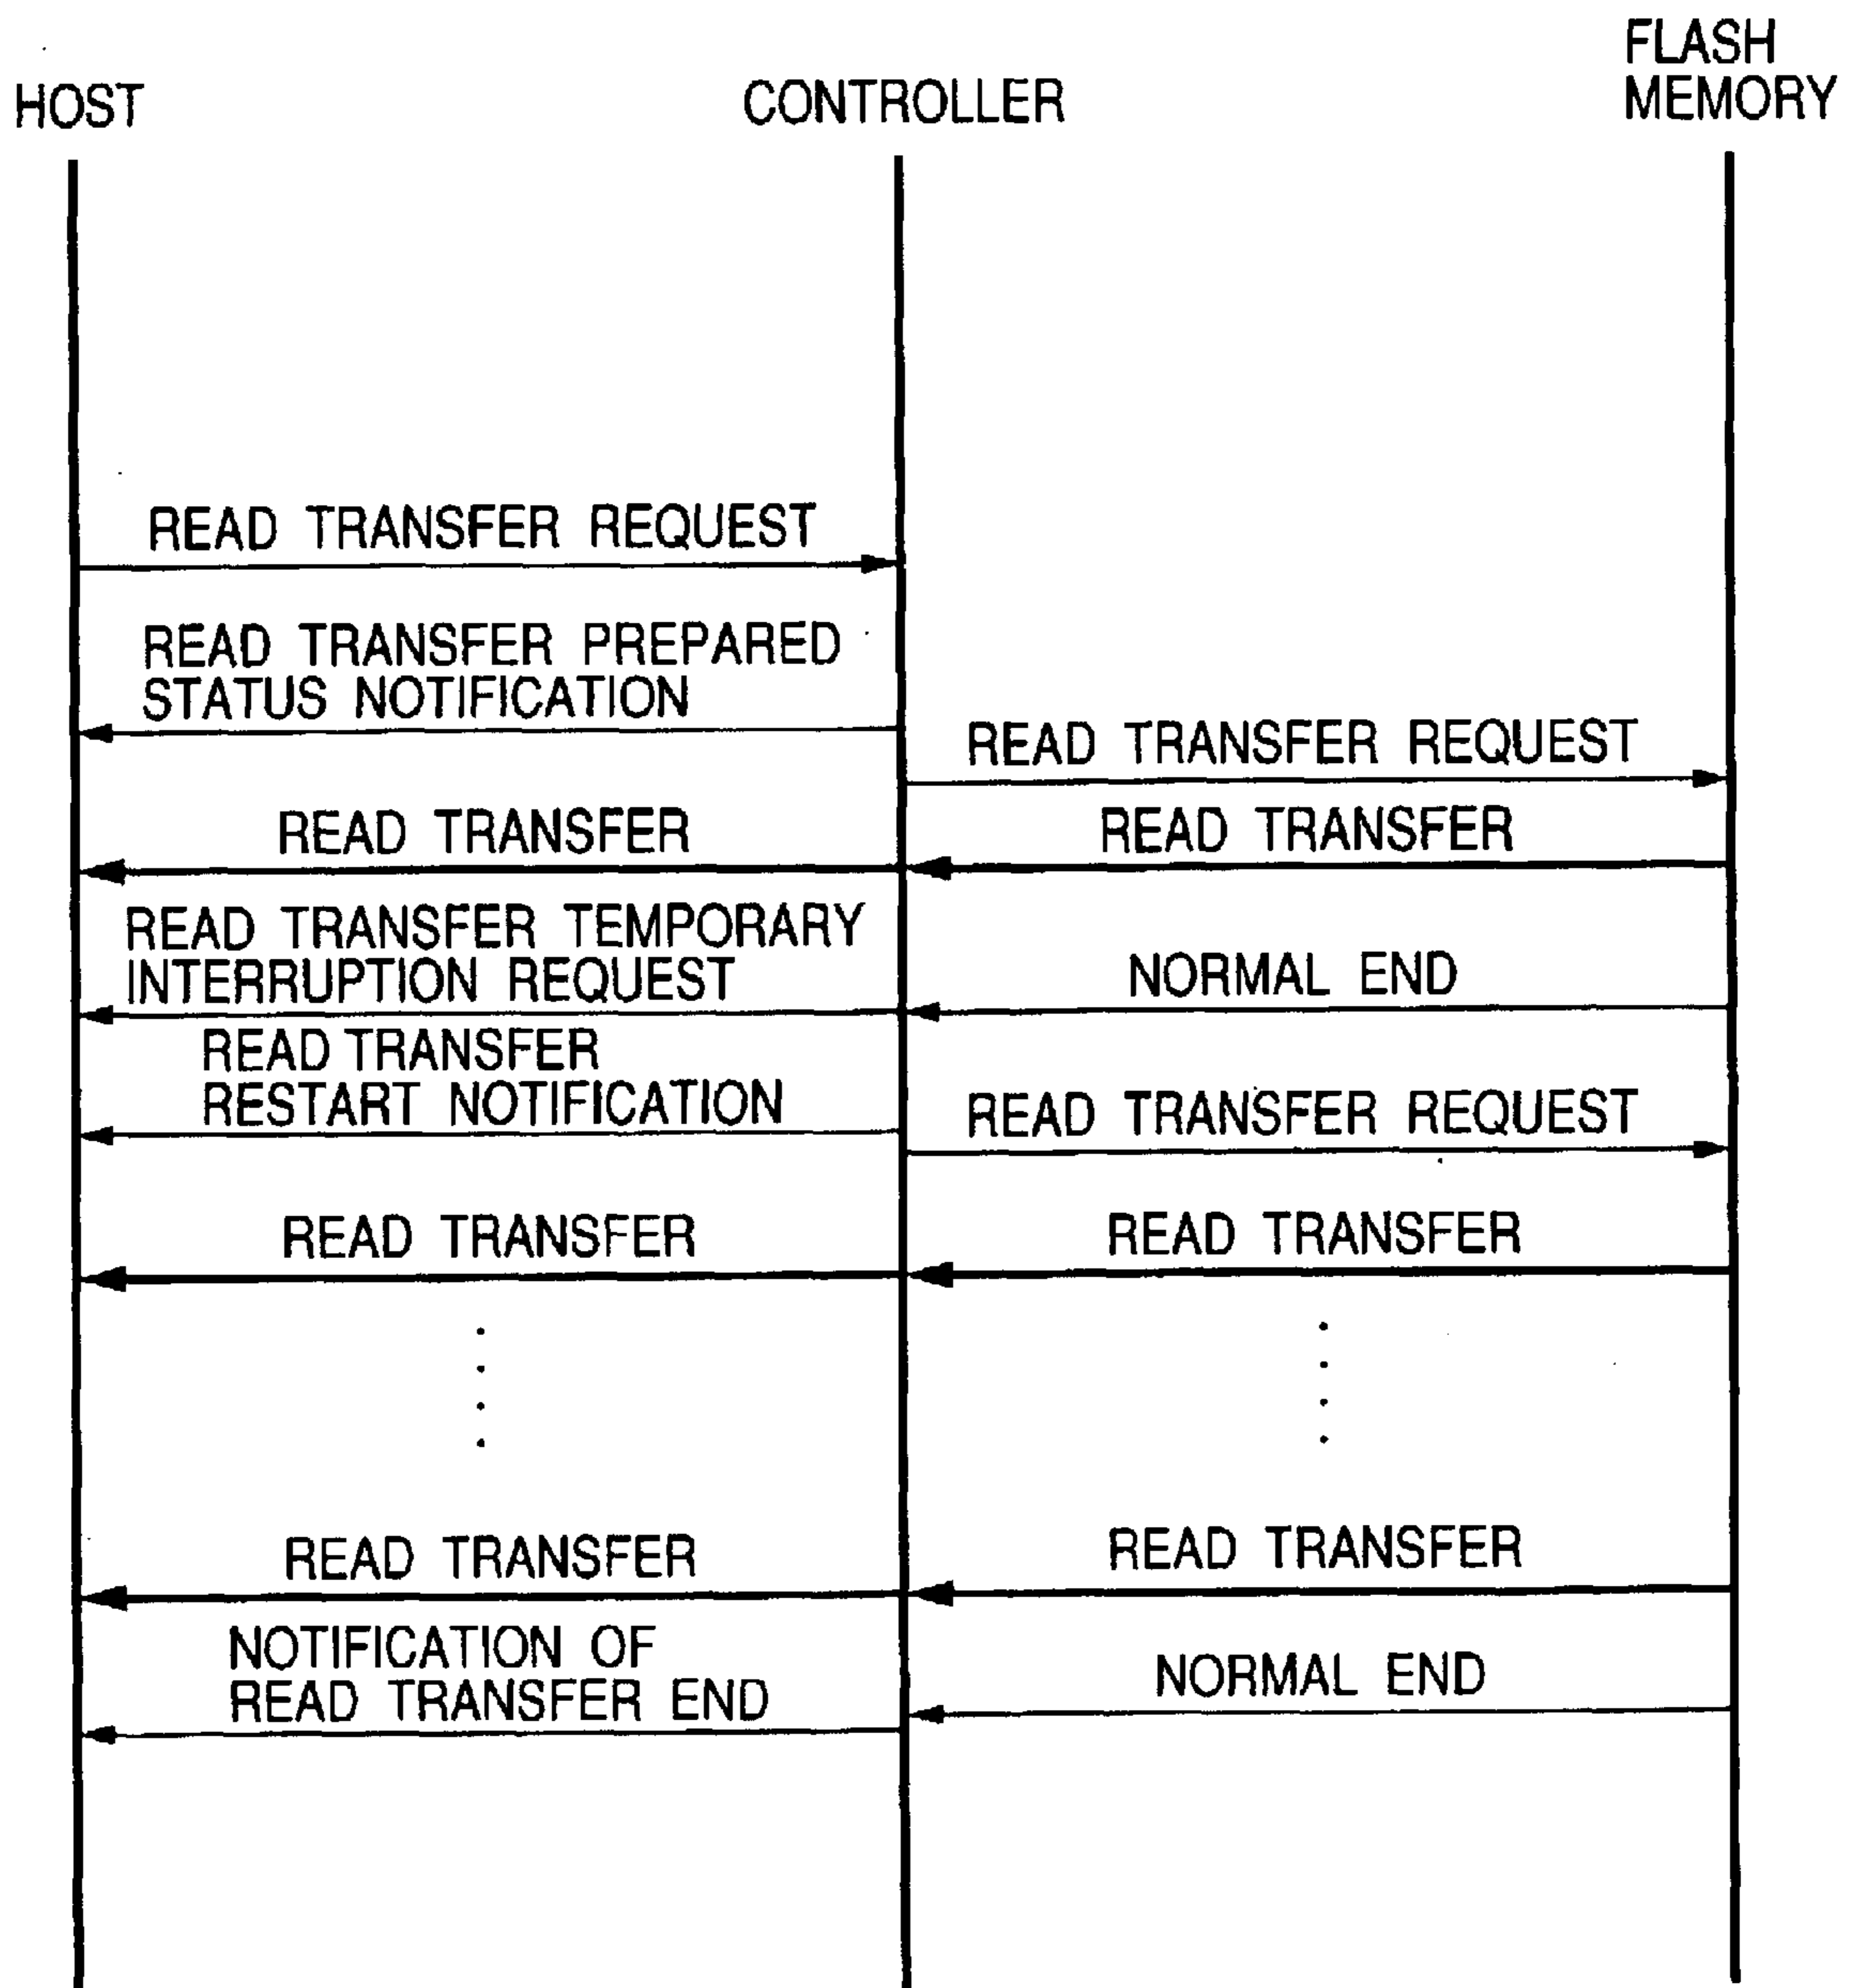 FLASH
MEMORY
HOST
CONTROLLER
READ TRANSFER REQUEST
READ TRANSFER PREPARED
STATUS NOTIFICATION
READ TRANSFER REQUEST
READ TRANSFER
READ TRANSFER
READ TRANSFER TEMPORARY
INTERRUPTION REQUEST
NORMAL END
READ TRANSFER
RESTART NOTIFICATION
READ TRANSFER REQUEST
READ TRANSFER
READ TRANSFER
READ TRANSFER
READ TRANSFER
NOTIFICATION OF
READ TRANSFER END
NORMAL END